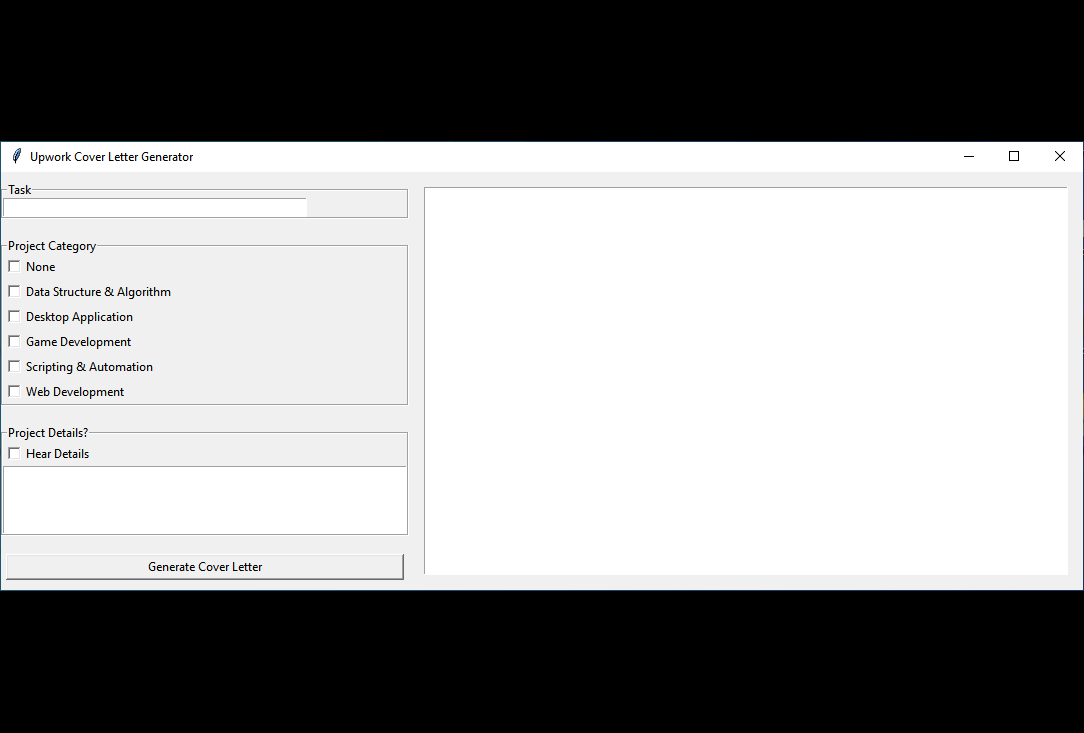 Upwork Cover Letter Generator
Task
Project Category
None
Data Structure & Algorithm
Desktop Application
Game Development
Scripting & Automation
Web Development
Project Details?
Hear Details
Generate Cover Letter